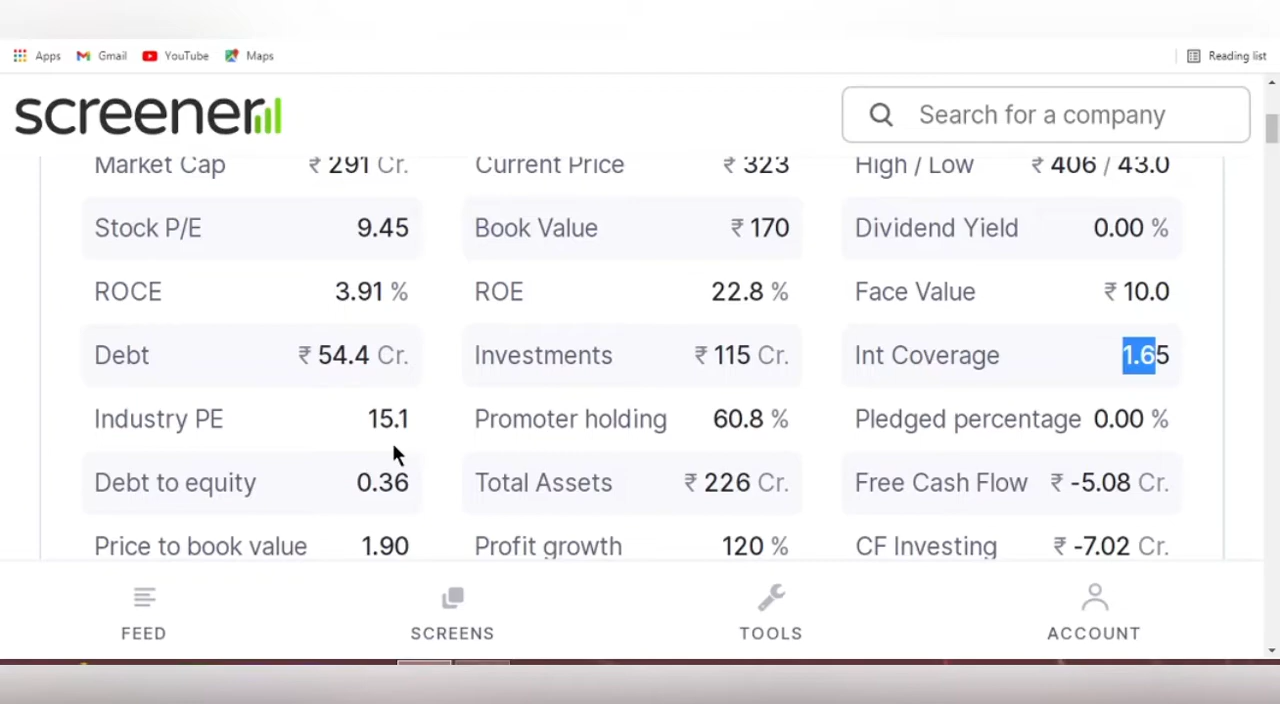 Apps Gmail YouTube Maps Reading list
screener Search for a company
Market Cap ₹ 291 Cr. Current Price ₹ 323 High / Low ₹ 406 / 43.0
Stock P/E 9.45 Book Value ₹ 170 Dividend Yield 0.00 %
ROCE 3.91 % ROE 22.8 % Face Value ₹ 10.0
Debt ₹ 54.4 Cr. Investments ₹ 115 Cr. Int Coverage 1.65
Industry PE 15.1 Promoter holding 60.8 % Pledged percentage 0.00 %
Debt to equity 0.36 Total Assets ₹ 226 Cr. Free Cash Flow ₹ -5.08 Cr.
Price to book value 1.90 Profit growth 120 % CF Investing ₹ -7.02 Cr.
FEED SCREENS TOOLS ACCOUNT